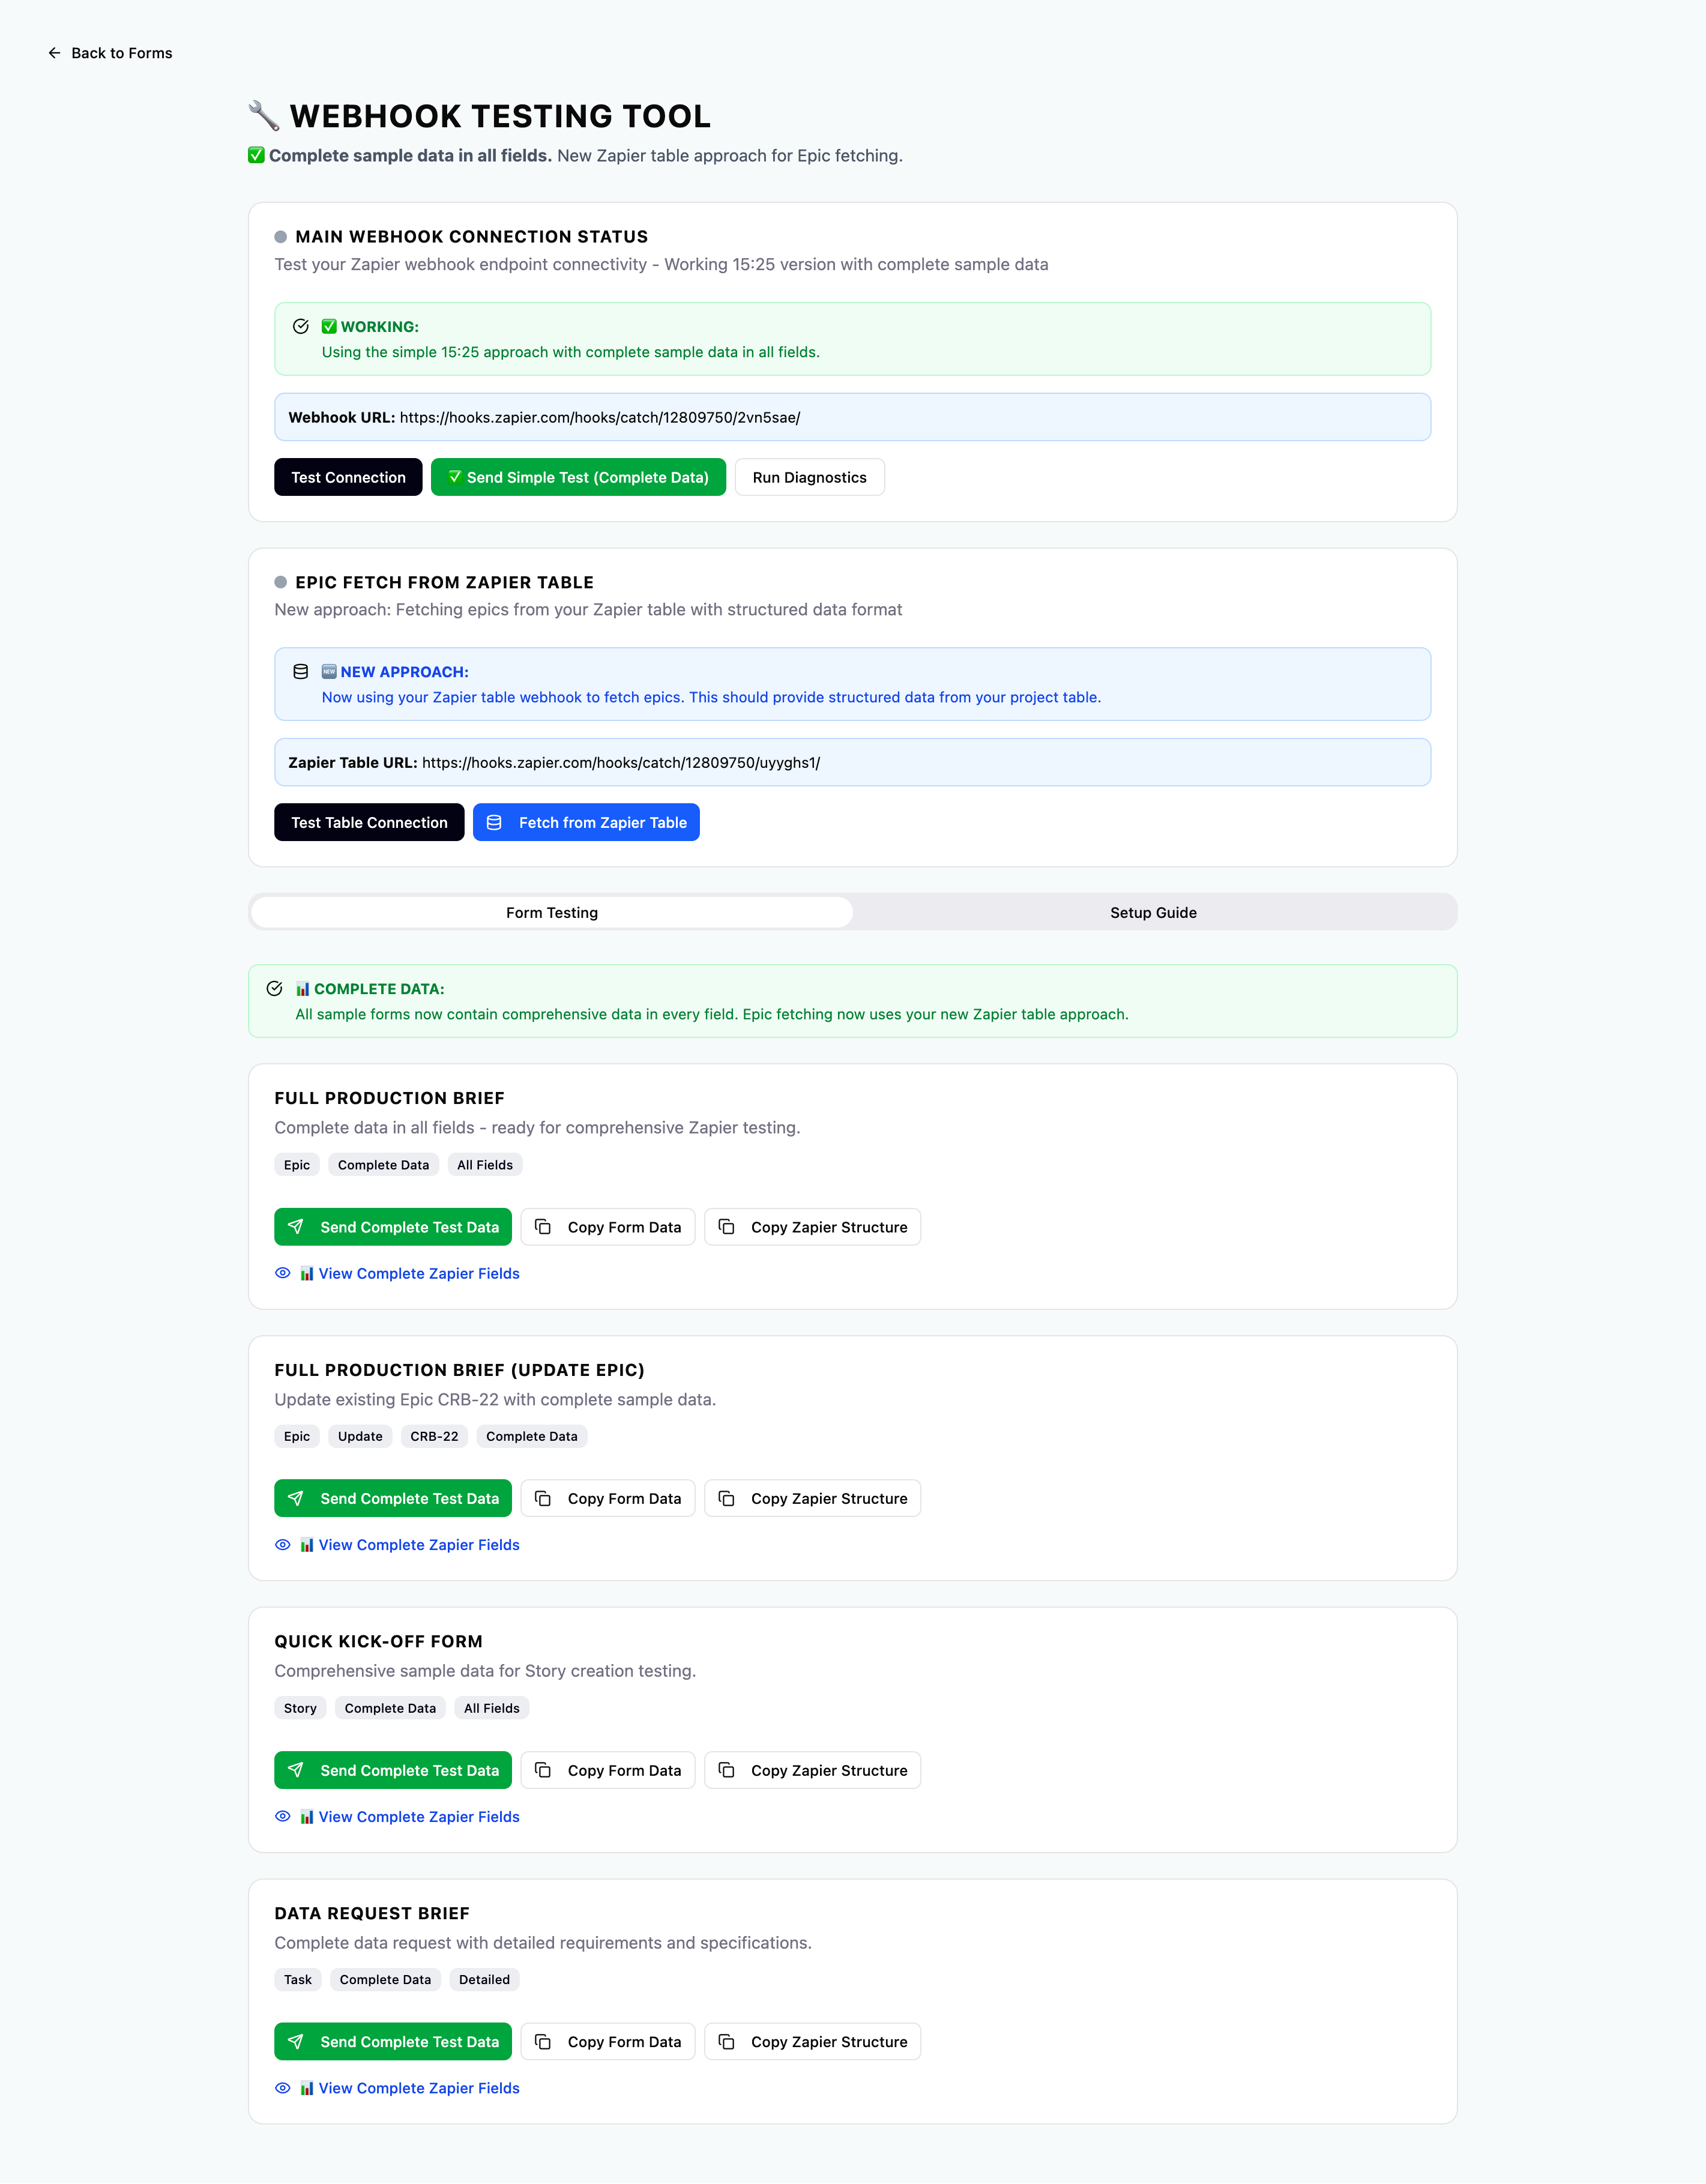 Back to Forms
🔧 WEBHOOK TESTING TOOL
✅ Complete sample data in all fields. New Zapier table approach for Epic fetching.
MAIN WEBHOOK CONNECTION STATUS
Test your Zapier webhook endpoint connectivity - Working 15:25 version with complete sample data
✅ WORKING:
Using the simple 15:25 approach with complete sample data in all fields.
Webhook URL: https://hooks.zapier.com/hooks/catch/12809750/2vn5sae/
Test Connection
✅ Send Simple Test (Complete Data)
Run Diagnostics
EPIC FETCH FROM ZAPIER TABLE
New approach: Fetching epics from your Zapier table with structured data format
🆕 NEW APPROACH:
Now using your Zapier table webhook to fetch epics. This should provide structured data from your project table.
Zapier Table URL: https://hooks.zapier.com/hooks/catch/12809750/uyyghs1/
Test Table Connection
Fetch from Zapier Table
Form Testing
Setup Guide
📊 COMPLETE DATA:
All sample forms now contain comprehensive data in every field. Epic fetching now uses your new Zapier table approach.
FULL PRODUCTION BRIEF
Complete data in all fields - ready for comprehensive Zapier testing.
Epic
Complete Data
All Fields
Send Complete Test Data
Copy Form Data
Copy Zapier Structure
📊 View Complete Zapier Fields
FULL PRODUCTION BRIEF (UPDATE EPIC)
Update existing Epic CRB-22 with complete sample data.
Epic
Update
CRB-22
Complete Data
Send Complete Test Data
Copy Form Data
Copy Zapier Structure
📊 View Complete Zapier Fields
QUICK KICK-OFF FORM
Comprehensive sample data for Story creation testing.
Story
Complete Data
All Fields
Send Complete Test Data
Copy Form Data
Copy Zapier Structure
📊 View Complete Zapier Fields
DATA REQUEST BRIEF
Complete data request with detailed requirements and specifications.
Task
Complete Data
Detailed
Send Complete Test Data
Copy Form Data
Copy Zapier Structure
📊 View Complete Zapier Fields